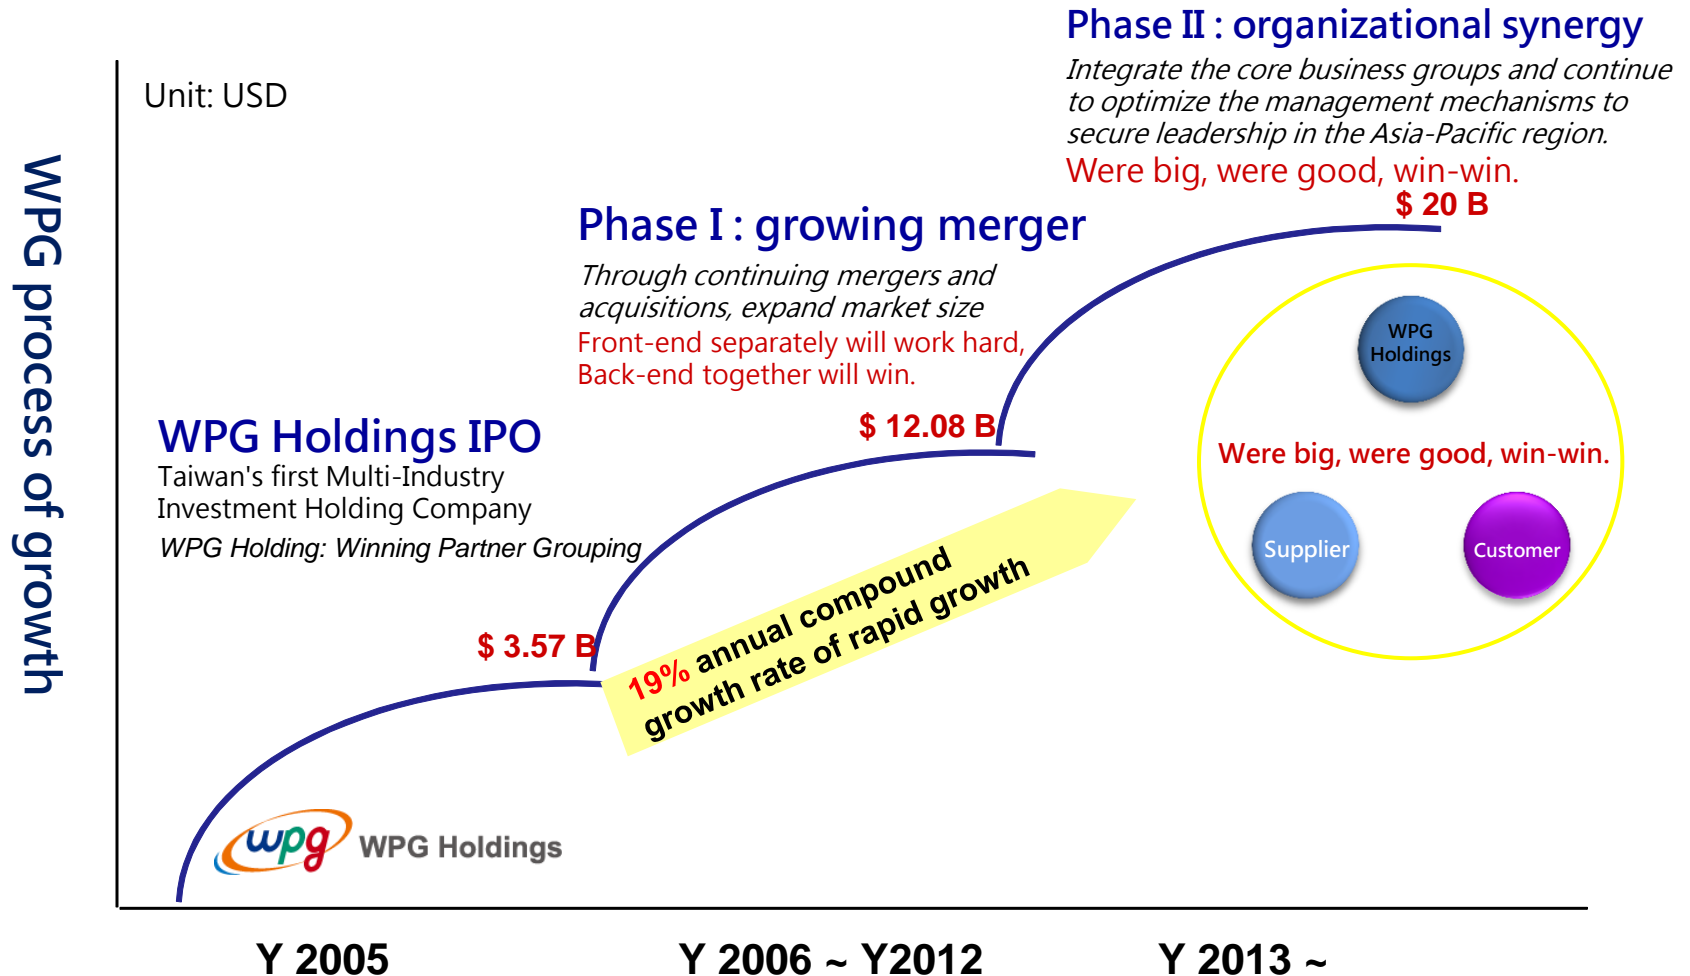 Phase II : organizational synergy
Integrate the core business groups and continue
to optimize the management mechanisms to
secure leadership in the Asia-Pacific region.
Were big, were good, win-win.
$ 20 B
Unit: USD
WPG process of growth
Phase I : growing merger
Through continuing mergers and
acquisitions, expand market size
Front-end separately will work hard,
Back-end together will win.
$ 12.08 B
WPG Holdings IPO
Taiwan's first Multi-Industry
Investment Holding Company
WPG Holding: Winning Partner Grouping
$ 3.57 B
19% annual compound
growth rate of rapid growth
WPG
Holdings
Were big, were good, win-win.
Supplier
Customer
wpg WPG Holdings
Y 2005
Y 2006 ~ Y2012
Y 2013 ~